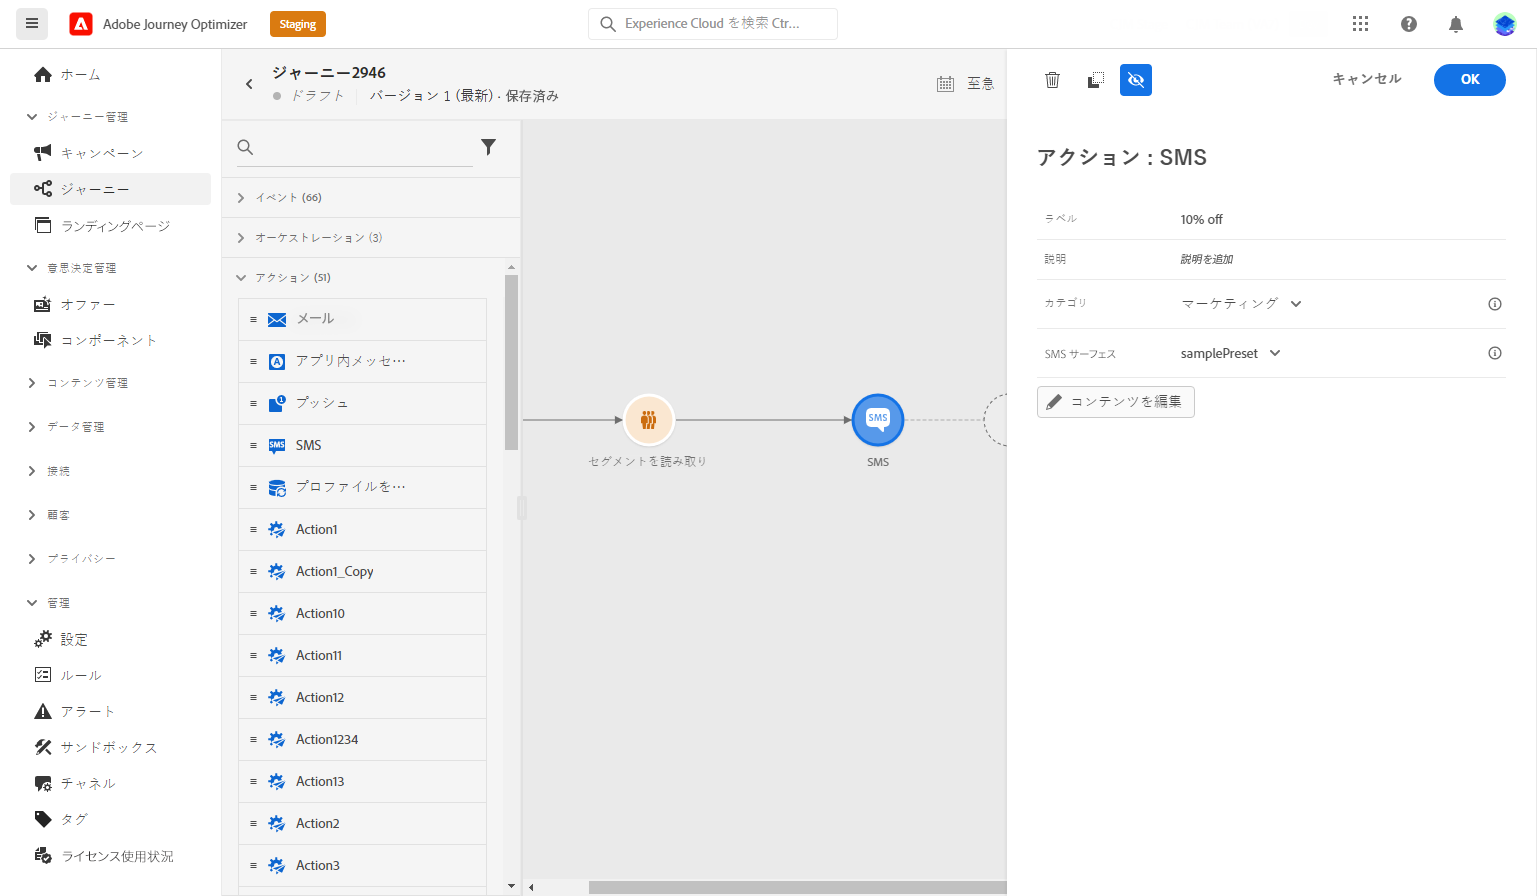 Adobe Journey Optimizer
Staging
Experience Cloud を検索 Ctr...
ホーム
ジャーニー管理
キャンペーン
ジャーニー
ランディングページ
意思決定管理
オファー
コンポーネント
コンテンツ管理
データ管理
接続
顧客
プライバシー
管理
設定
ルール
アラート
サンドボックス
チャネル
タグ
ライセンス使用状況
ジャーニー2946
ドラフト
バージョン 1 (最新) · 保存済み
至急
イベント (66)
オーケストレーション (3)
アクション (51)
メール
アプリ内メッセ…
プッシュ
SMS
SMS
プロファイルを…
Action1
Action1_Copy
Action10
Action11
Action12
Action1234
Action13
Action2
Action3
セグメントを読み取り
SMS
SMS
キャンセル
OK
アクション : SMS
ラベル
10% off
説明
説明を追加
カテゴリ
マーケティング
SMS サーフェス
samplePreset
コンテンツを編集